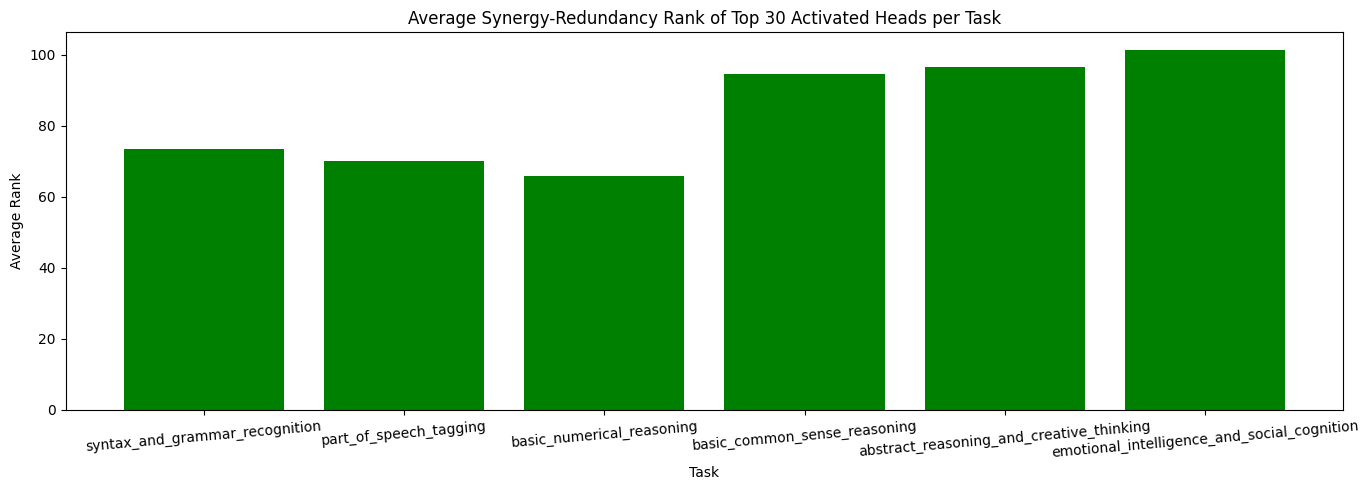 Average Synergy-Redundancy Rank of Top 30 Activated Heads per Task
Average Rank
100
80
60
40
20
0
syntax_and_grammar_recognition
part_of_speech_tagging
basic_numerical_reasoning
basic_common_sense_reasoning
abstract_reasoning_and_creative_thinking
emotional_intelligence_and_social_cognition
Task